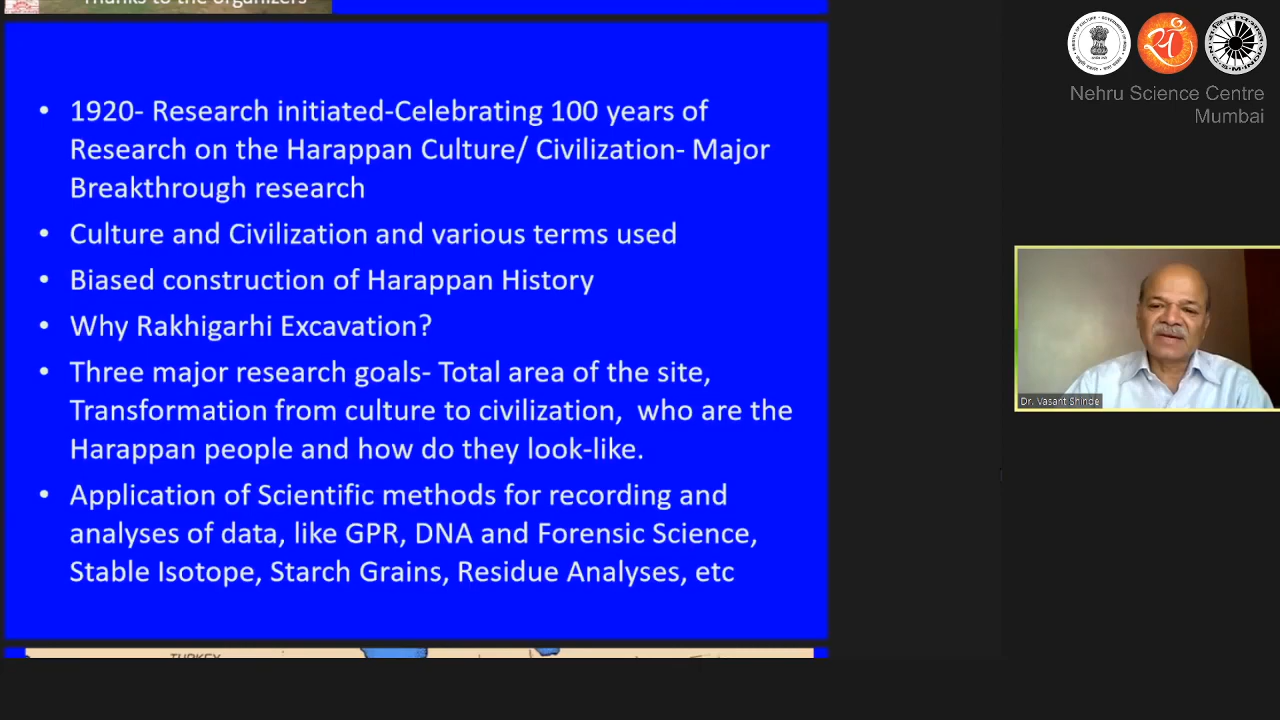 Thanks to the organizers
• 1920- Research initiated-Celebrating 100 years of
Research on the Harappan Culture/ Civilization- Major
Breakthrough research
• Culture and Civilization and various terms used
• Biased construction of Harappan History
• Why Rakhigarhi Excavation?
• Three major research goals- Total area of the site,
Transformation from culture to civilization, who are the
Harappan people and how do they look-like.
• Application of Scientific methods for recording and
analyses of data, like GPR, DNA and Forensic Science,
Stable Isotope, Starch Grains, Residue Analyses, etc
TURKEY
Nehru Science Centre
Mumbai
Dr. Vasant Shinde